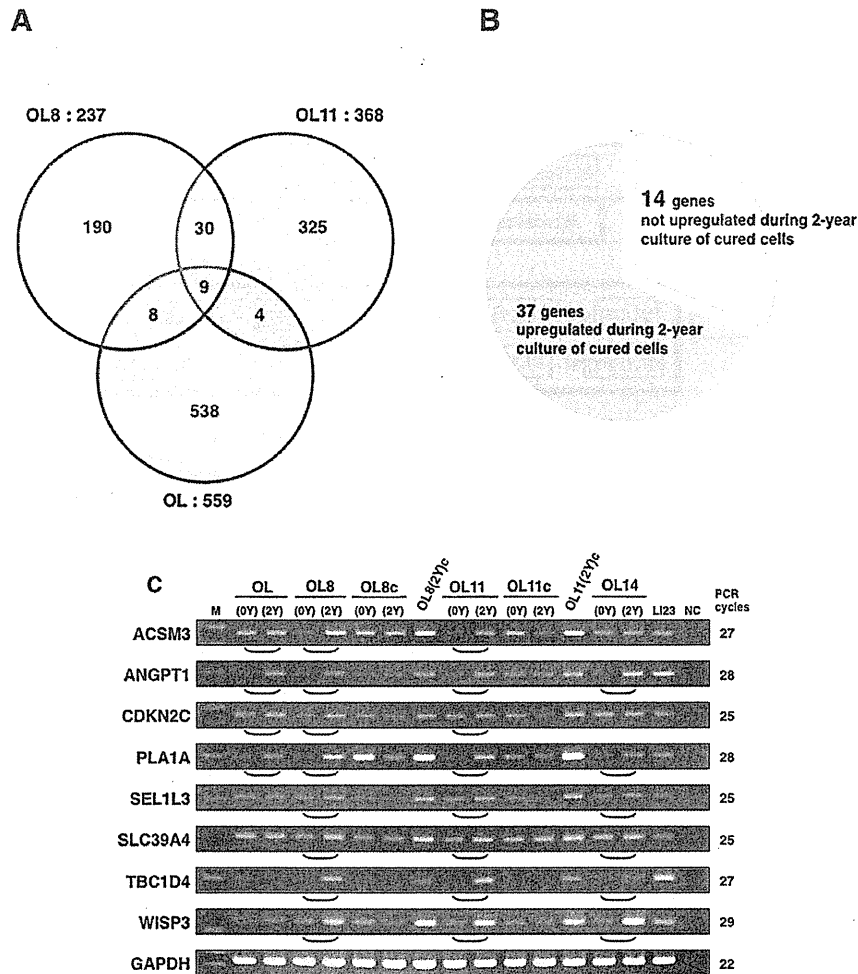 A
B
OL8 : 237
OL11 : 368
190
30
325
9
8
4
538
OL : 559
14 genes
not upregulated during 2-year
culture of cured cells
37 genes
upregulated during 2-year
culture of cured cells
C
M
OL
OL8
OL8c
OL8(2Y)c
OL11
OL11c
OL11(2Y)c
OL14
LI23
NC
PCR
cycles
(0Y) (2Y) (0Y) (2Y) (0Y) (2Y) (0Y) (2Y) (0Y) (2Y) (0Y) (2Y)
ACSM3 27
ANGPT1 28
CDKN2C 25
PLA1A 28
SEL1L3 25
SLC39A4 25
TBC1D4 27
WISP3 29
GAPDH 22